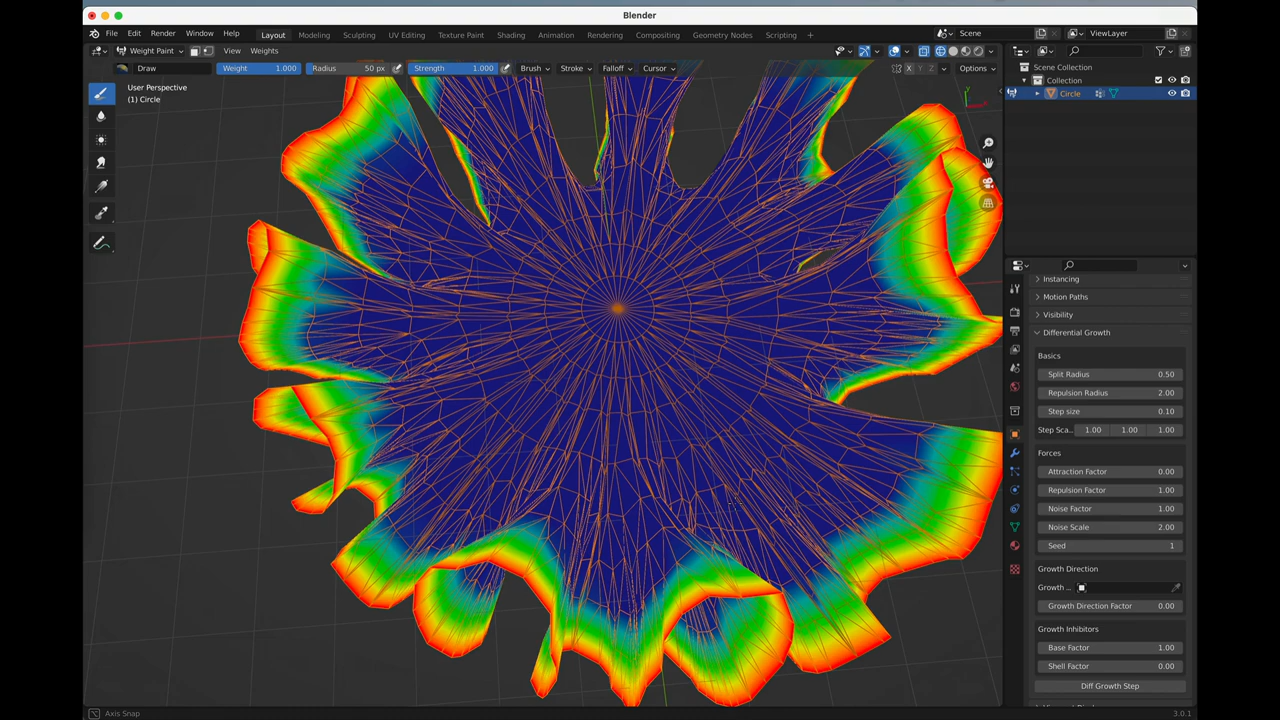 Blender
File Edit Render Window Help Layout Modeling Sculpting UV Editing Texture Paint Shading Animation Rendering Compositing Geometry Nodes Scripting + Scene ViewLayer
Weight Paint View Weights
Draw Weight 1.000 Radius 50 px Strength 1.000 Brush Stroke Falloff Cursor X Y Z Options
Scene Collection
Collection
Circle
User Perspective
(1) Circle
Y
Instancing
Motion Paths
Visibility
Differential Growth
Basics
Split Radius 0.50
Repulsion Radius 2.00
Step size 0.10
Step Sca... 1.00 1.00 1.00
Forces
Attraction Factor 0.00
Repulsion Factor 1.00
Noise Factor 1.00
Noise Scale 2.00
Seed 1
Growth Direction
Growth ...
Growth Direction Factor 0.00
Growth Inhibitors
Base Factor 1.00
Shell Factor 0.00
Diff Growth Step
Axis Snap 3.0.1